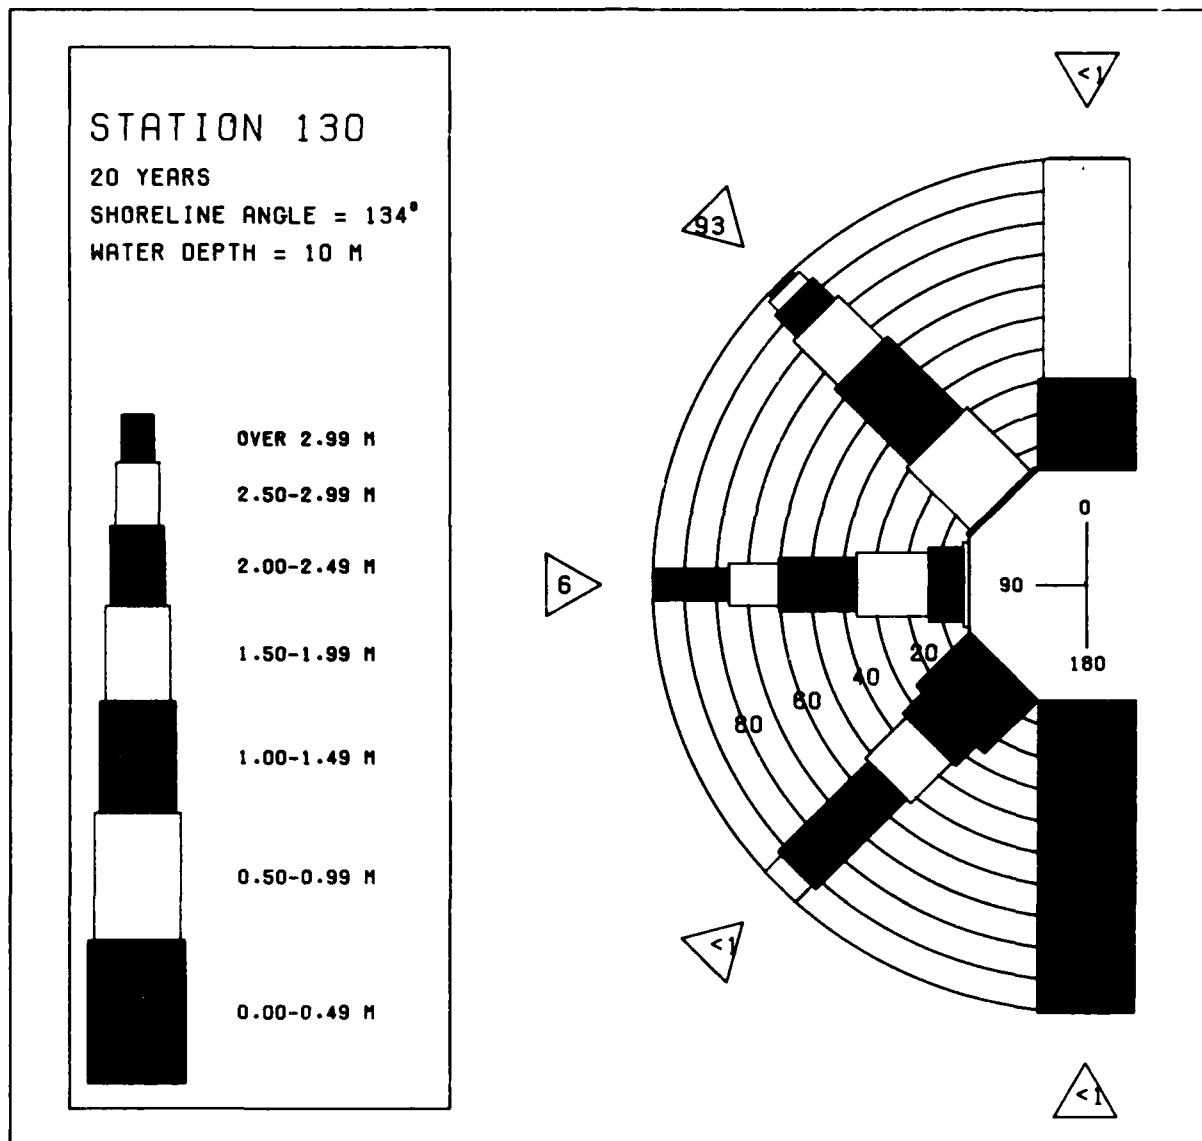 STATION 130
20 YEARS
SHORELINE ANGLE = 134°
WATER DEPTH = 10 M
OVER 2.99 M
2.50-2.99 M
2.00-2.49 M
1.50-1.99 M
1.00-1.49 M
0.50-0.99 M
0.00-0.49 M
<1
93
6
<1
<1
0
90
180
20
40
60
80